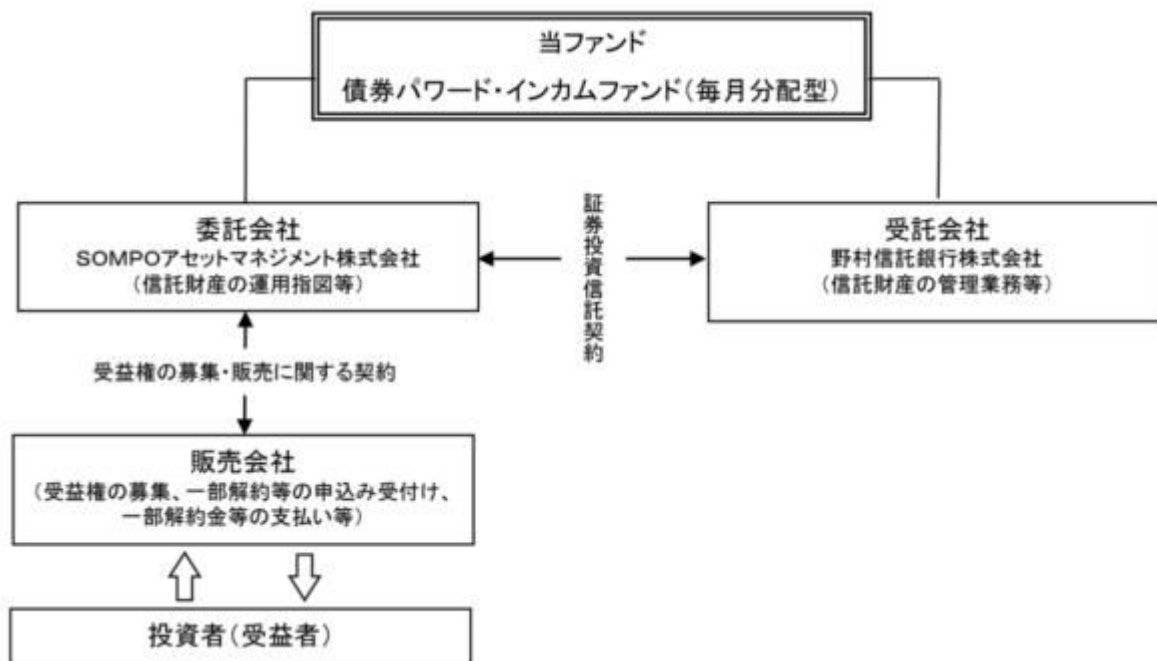 当ファンド
債券パワード・インカムファンド(毎月分配型)
委託会社
SOMPOアセットマネジメント株式会社
(信託財産の運用指図等)
証券投資信託契約
受託会社
野村信託銀行株式会社
(信託財産の管理業務等)
受益権の募集・販売に関する契約
販売会社
(受益権の募集、一部解約等の申込み受付け、
一部解約金等の支払い等)
投資者(受益者)